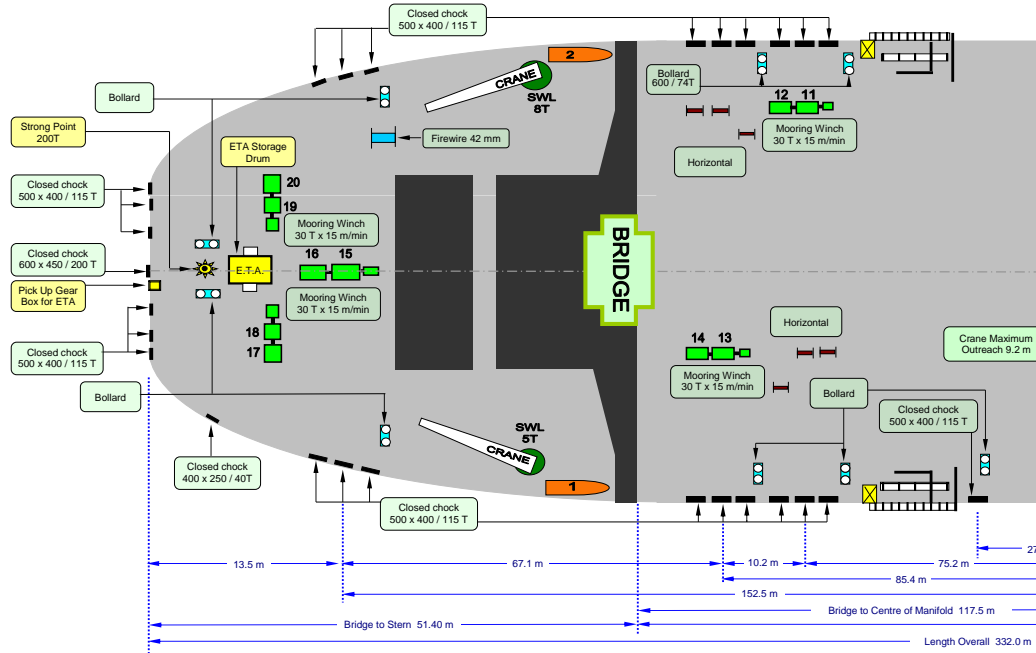 Closed chock
500 x 400 / 115 T
2
CRANE
SWL
8T
Bollard
Bollard
600 / 74T
12 11
Mooring Winch
30 T x 15 m/min
Strong Point
200T
Firewire 42 mm
ETA Storage
Drum
Horizontal
Closed chock
500 x 400 / 115 T
20
19
Mooring Winch
30 T x 15 m/min
BRIDGE
Closed chock
600 x 450 / 200 T
E.T.A.
16 15
Pick Up Gear
Box for ETA
Mooring Winch
30 T x 15 m/min
Horizontal
18
17
14 13
Crane Maximum
Outreach 9.2 m
Closed chock
500 x 400 / 115 T
Mooring Winch
30 T x 15 m/min
Bollard
Bollard
Closed chock
500 x 400 / 115 T
SWL
5T
CRANE
Closed chock
400 x 250 / 40T
1
Closed chock
500 x 400 / 115 T
27
13.5 m
67.1 m
10.2 m
75.2 m
85.4 m
152.5 m
Bridge to Centre of Manifold 117.5 m
Bridge to Stern 51.40 m
Length Overall 332.0 m